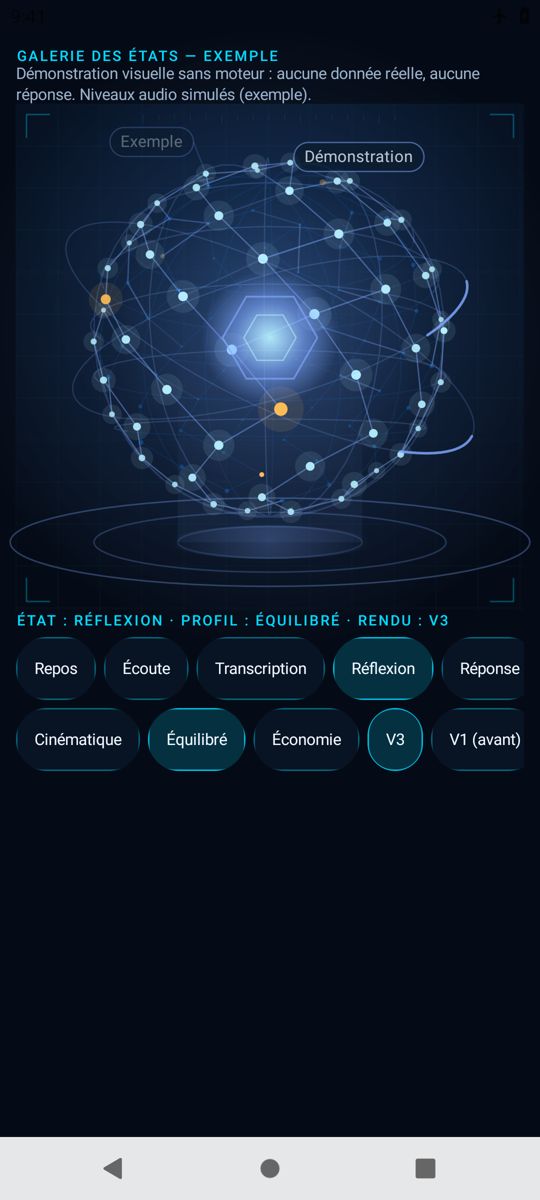 9:41
GALERIE DES ÉTATS — EXEMPLE
Démonstration visuelle sans moteur : aucune donnée réelle, aucune
réponse. Niveaux audio simulés (exemple).
Exemple
Démonstration
ÉTAT : RÉFLEXION · PROFIL : ÉQUILIBRÉ · RENDU : V3
Repos Écoute Transcription Réflexion Réponse
Cinématique Équilibré Économie V3 V1 (avant)